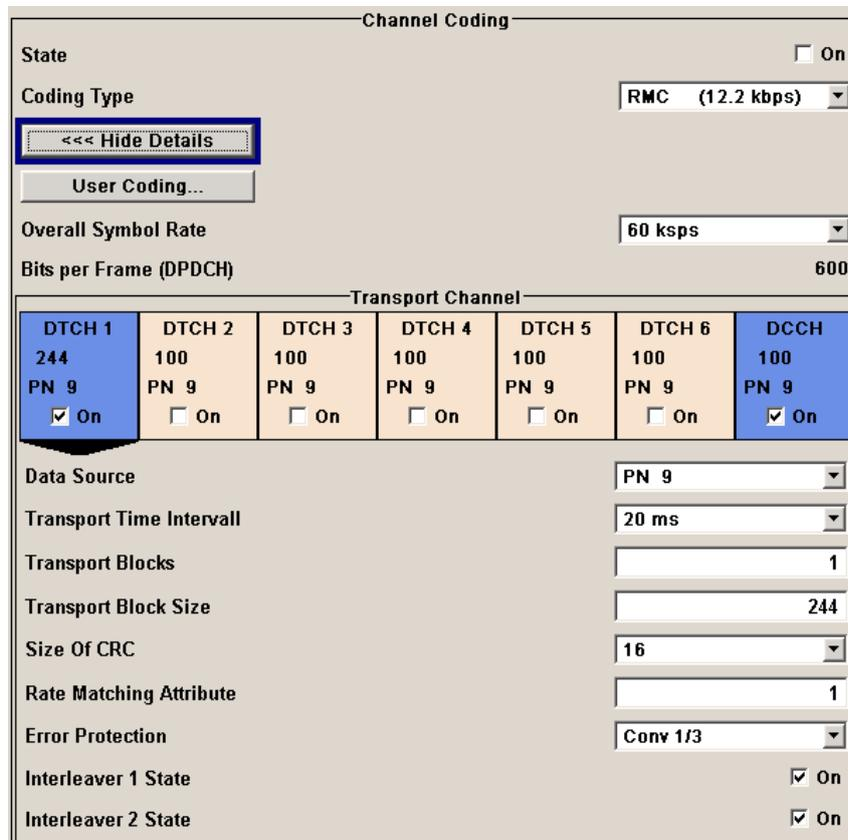 Channel Coding
State On
Coding Type RMC (12.2 kbps)
<<< Hide Details
User Coding...
Overall Symbol Rate 60 ksps
Bits per Frame (DPDCH) 600
Transport Channel
DTCH 1 DTCH 2 DTCH 3 DTCH 4 DTCH 5 DTCH 6 DCCH
244 100 100 100 100 100 100
PN 9 PN 9 PN 9 PN 9 PN 9 PN 9 PN 9
On On On On On On On
Data Source PN 9
Transport Time Intervall 20 ms
Transport Blocks 1
Transport Block Size 244
Size Of CRC 16
Rate Matching Attribute 1
Error Protection Conv 1/3
Interleaver 1 State On
Interleaver 2 State On